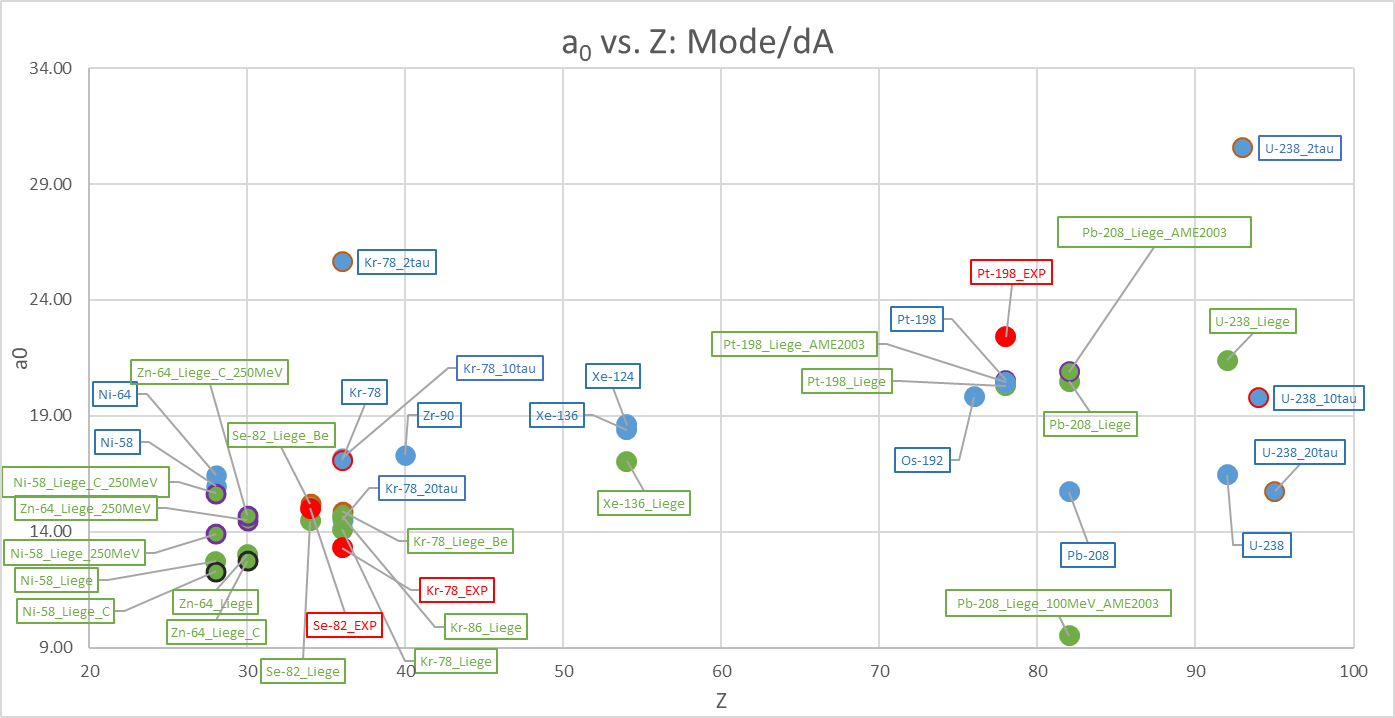 a0 vs. Z: Mode/dA
34.00
29.00
24.00
19.00
14.00
9.00
a0
20
30
40
50
60
70
80
90
100
Z
U-238_2tau
Pb-208_Liege_AME2003
Kr-78_2tau
Pt-198_EXP
Pt-198
U-238_Liege
Pt-198_Liege_AME2003
Zn-64_Liege_C_250MeV
Kr-78_10tau
Xe-124
Pt-198_Liege
Ni-64
Kr-78
U-238_10tau
Zr-90
Xe-136
Pb-208_Liege
Se-82_Liege_Be
Ni-58
U-238_20tau
Os-192
Ni-58_Liege_C_250MeV
Kr-78_20tau
Xe-136_Liege
Zn-64_Liege_250MeV
Kr-78_Liege_Be
U-238
Ni-58_Liege_250MeV
Pb-208
Ni-58_Liege
Kr-78_EXP
Zn-64_Liege
Pb-208_Liege_100MeV_AME2003
Ni-58_Liege_C
Se-82_EXP
Kr-86_Liege
Zn-64_Liege_C
Kr-78_Liege
Se-82_Liege